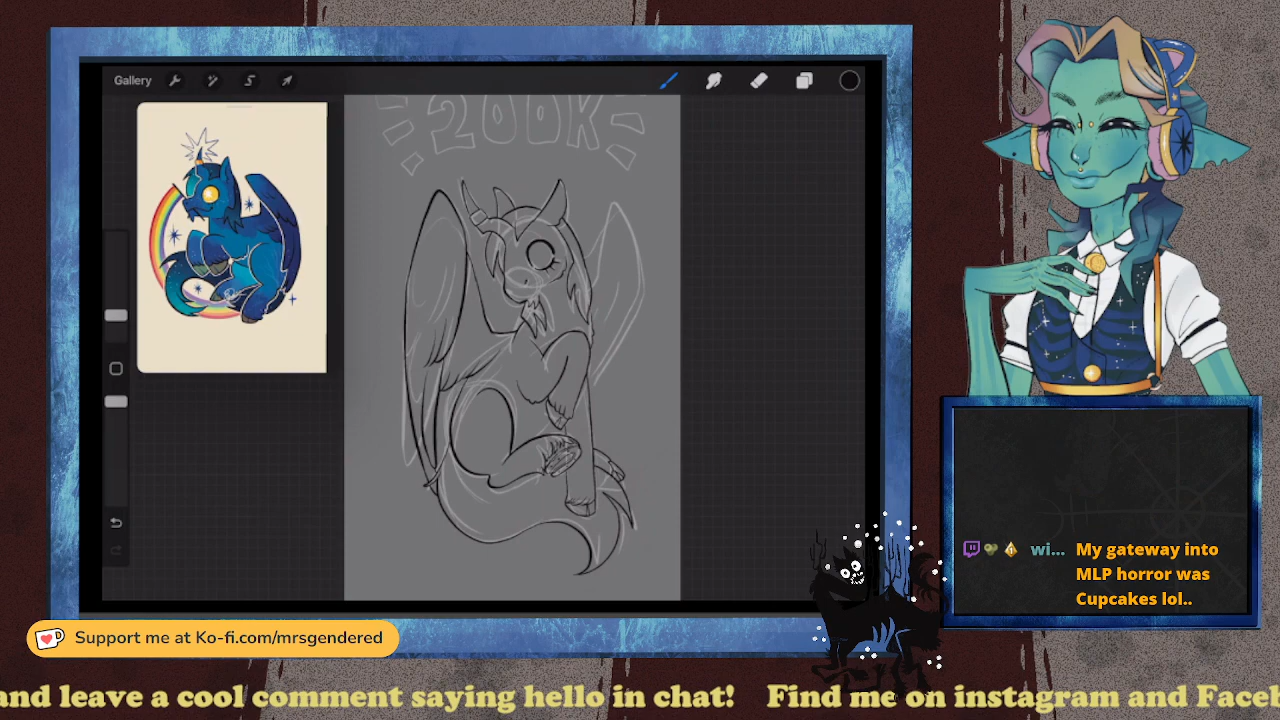 Gallery
200K
wi...
My gateway into
MLP horror was
Cupcakes lol..
Support me at Ko-fi.com/mrsgendered
and leave a cool comment saying hello in chat! Find me on instagram and